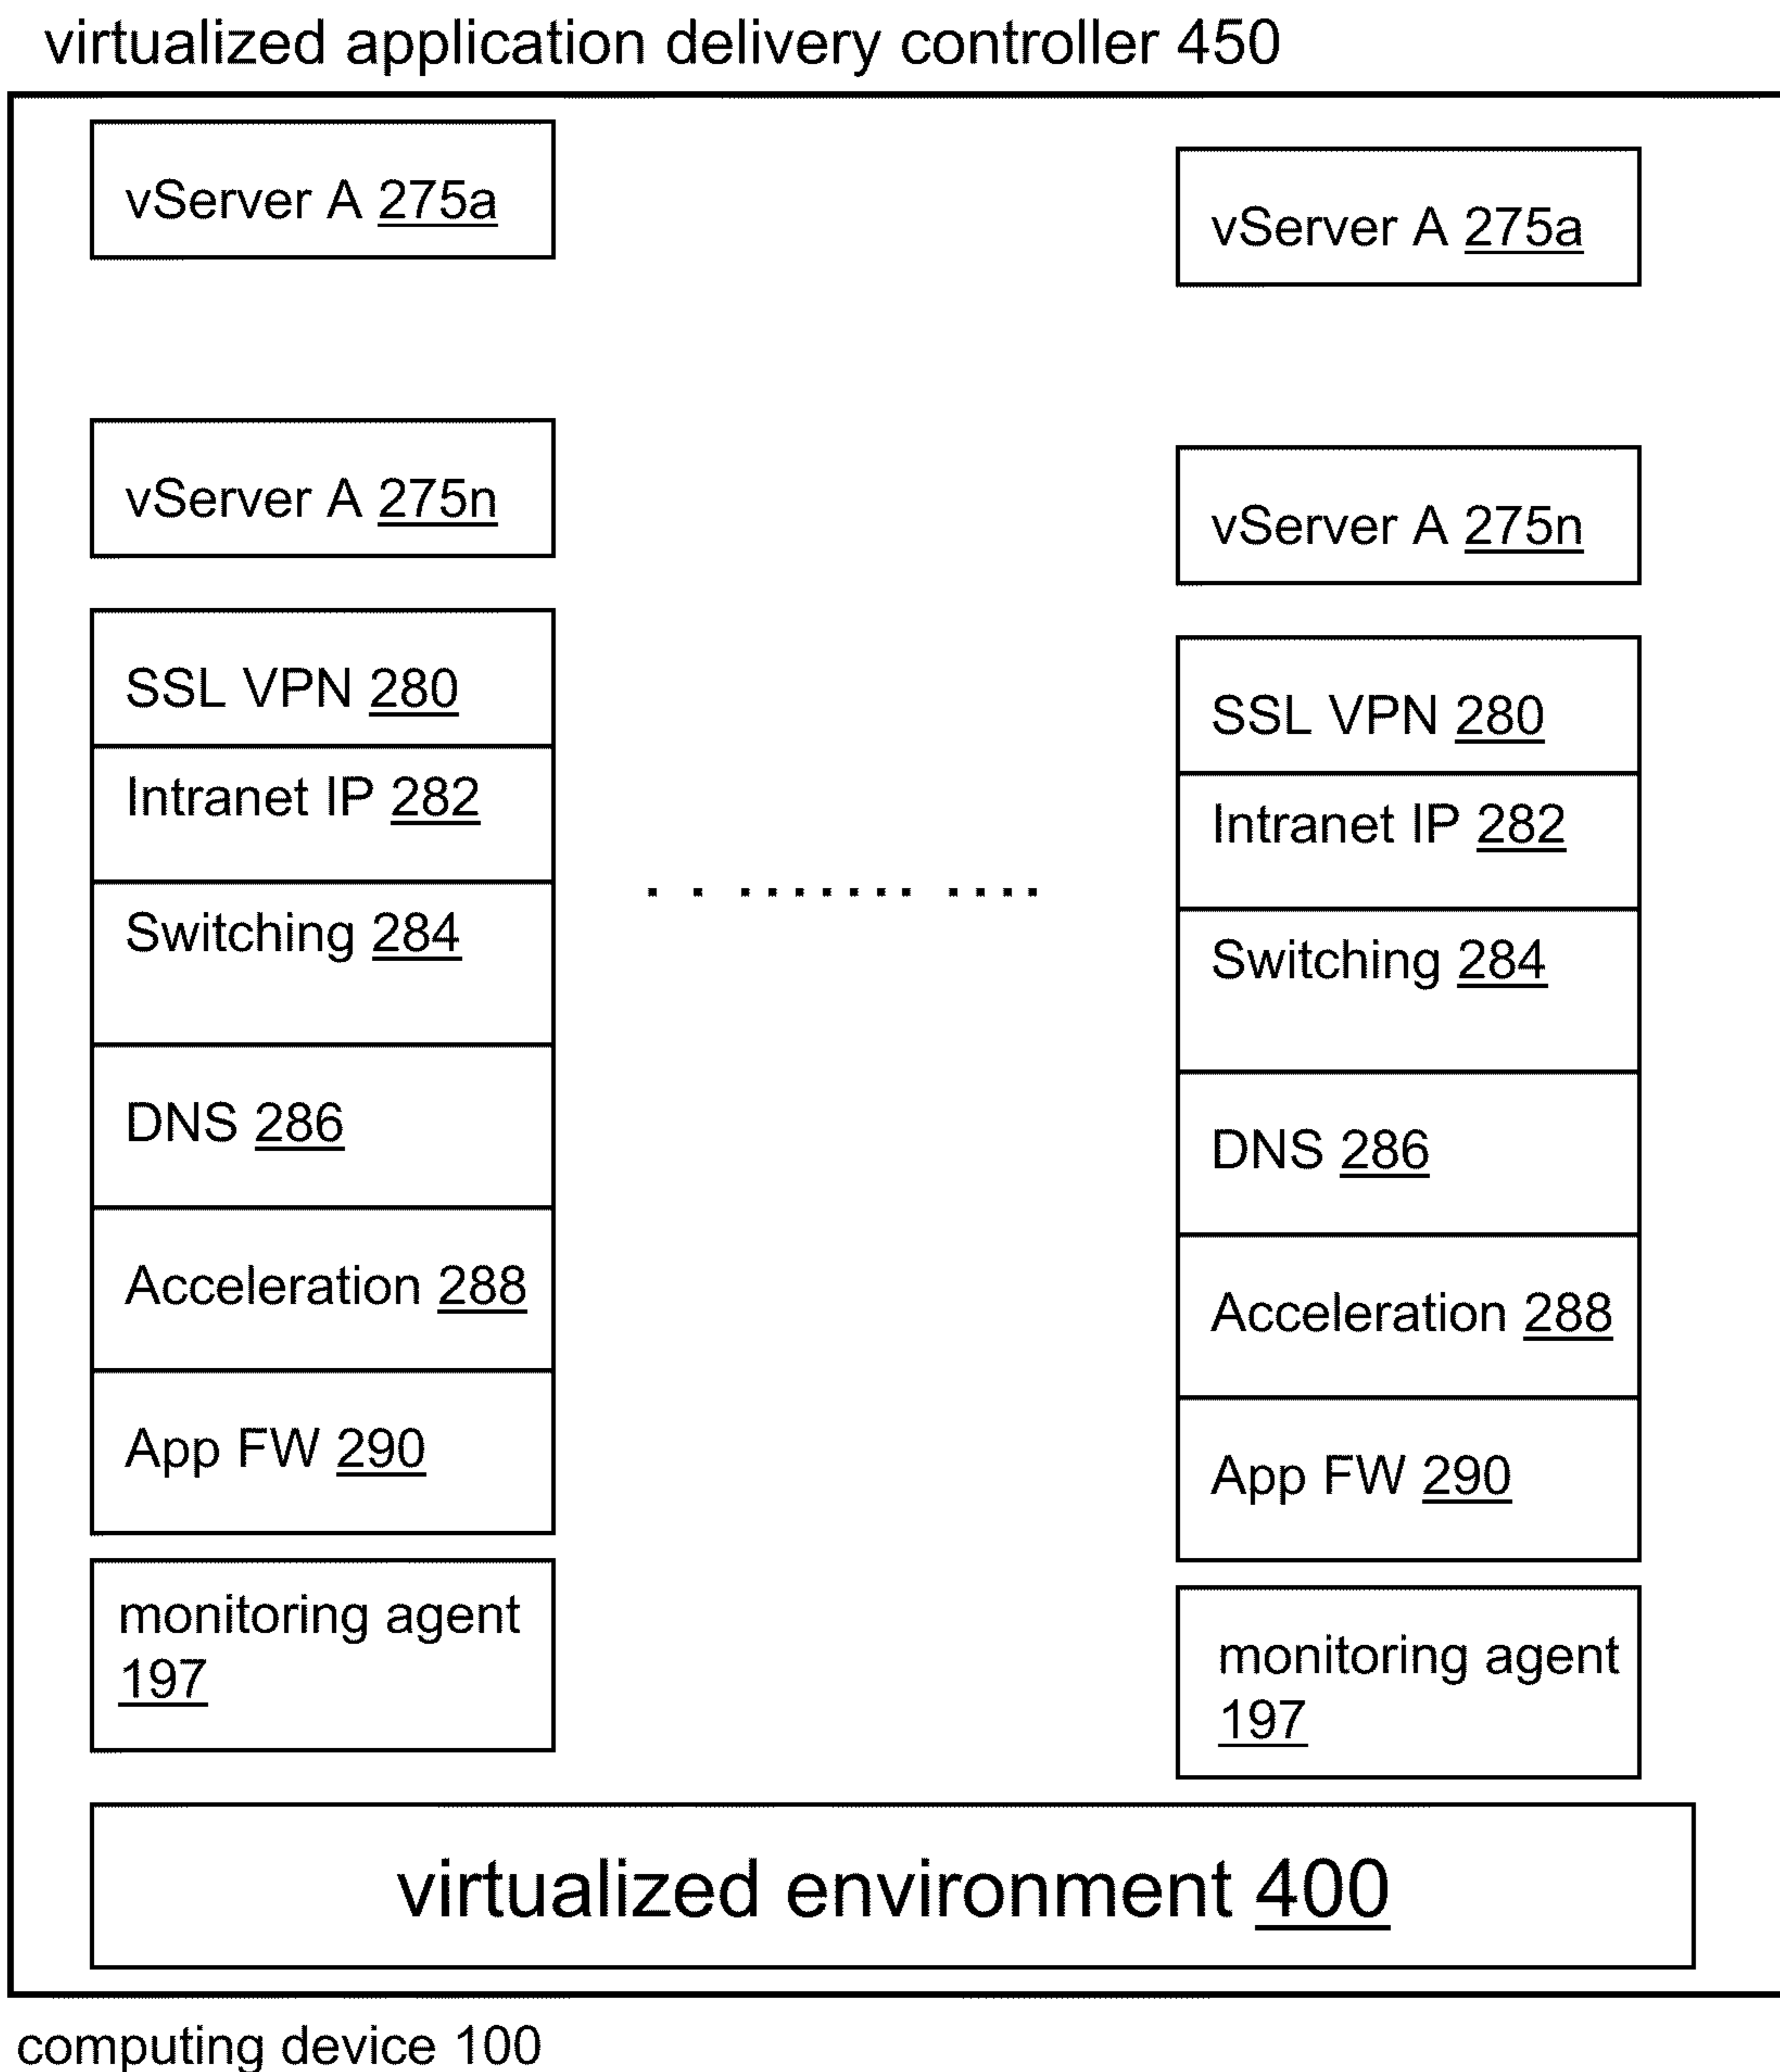 virtualized application delivery controller 450
vServer A 275a
vServer A 275n
SSL VPN 280
Intranet IP 282
Switching 284
DNS 286
Acceleration 288
App FW 290
monitoring agent
197
vServer A 275a
vServer A 275n
SSL VPN 280
Intranet IP 282
Switching 284
DNS 286
Acceleration 288
App FW 290
monitoring agent
197
virtualized environment 400
computing device 100